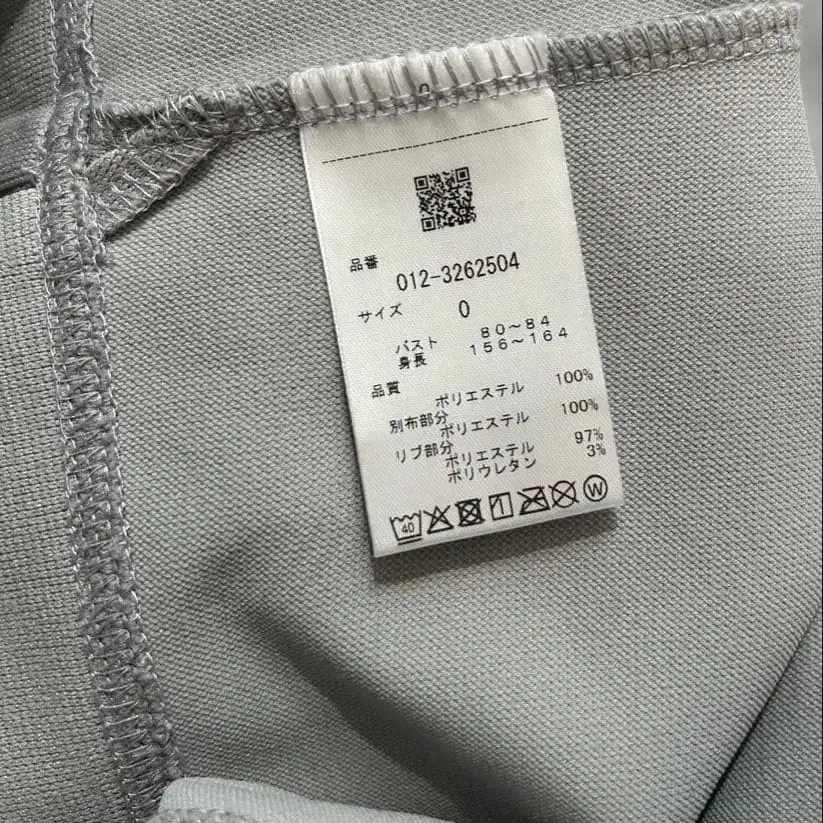 品番
012-3262504
サイズ 0
バスト 80～84
身長 156～164
品質
ポリエステル 100%
別布部分
ポリエステル 100%
リブ部分
ポリエステル 97%
ポリウレタン 3%
40 W